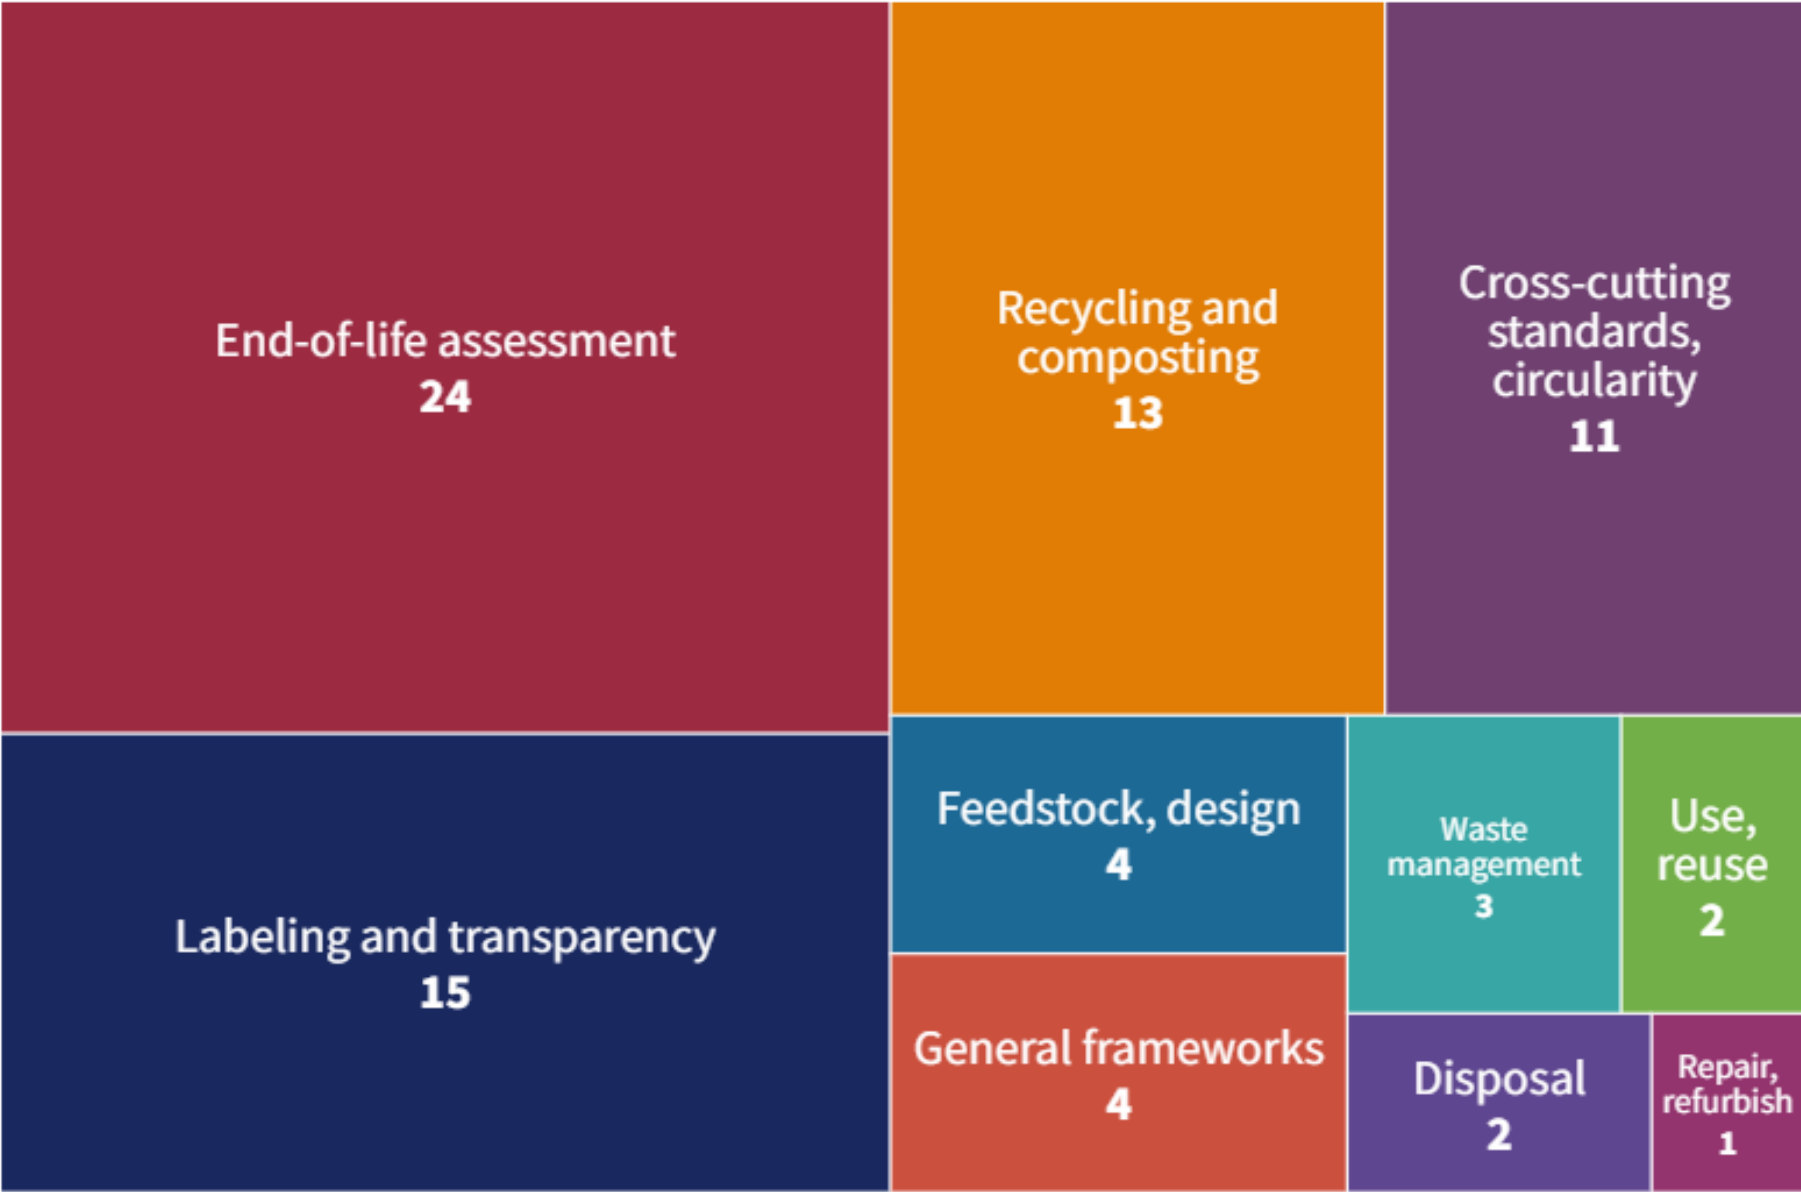 End-of-life assessment
24
Labeling and transparency
15
Recycling and
composting
13
Cross-cutting
standards,
circularity
11
Feedstock, design
4
General frameworks
4
Waste
management
3
Use,
reuse
2
Disposal
2
Repair,
refurbish
1